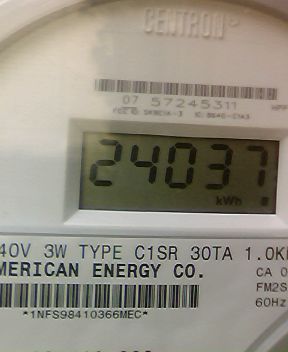 CENTRON
07 57245311
24037
kWh
40V 3W TYPE C1SR 30TA 1.0K
MERICAN ENERGY CO.
CA 0
FM2S
60Hz
*1NFS98410366MEC*